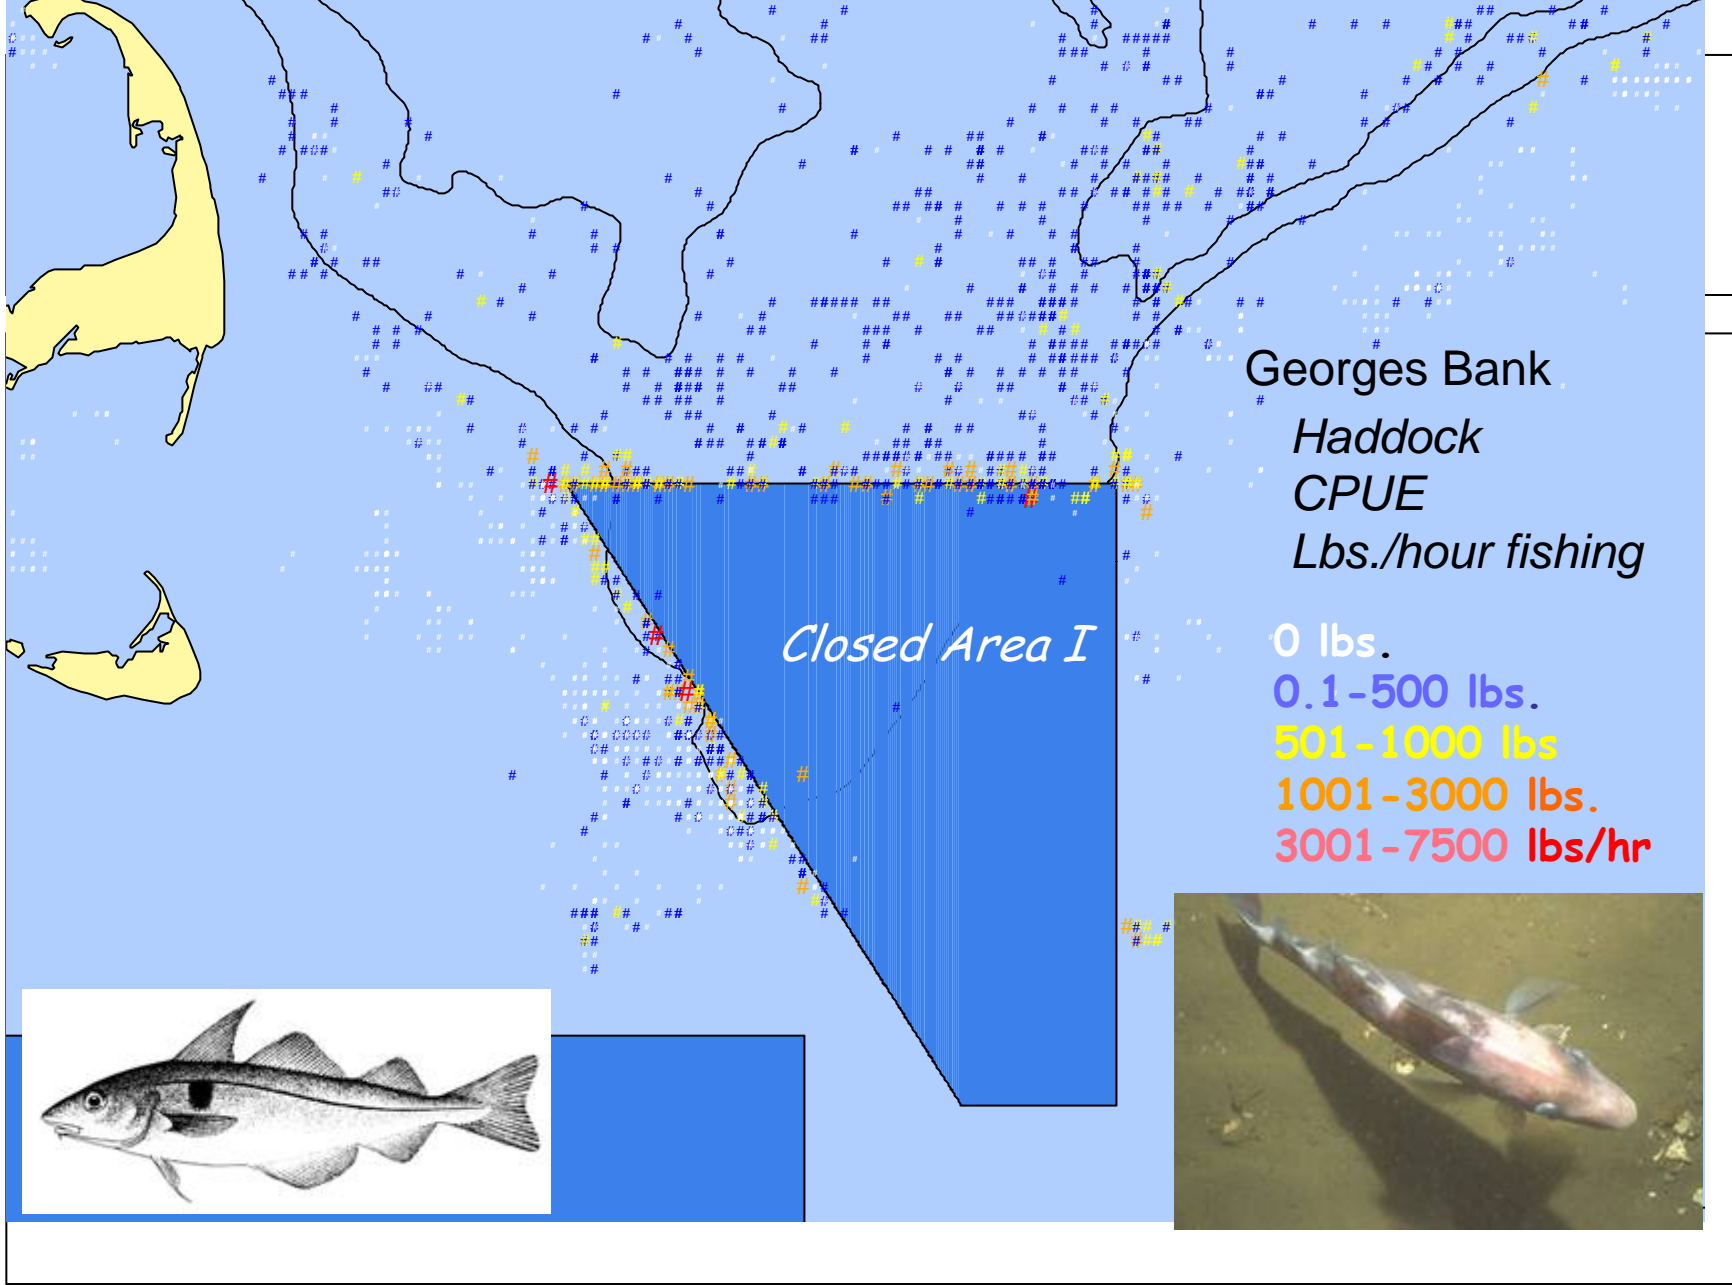 Georges Bank
Haddock
CPUE
Lbs./hour fishing
Closed Area I
0 lbs.
0.1-500 lbs.
501-1000 lbs
1001-3000 lbs.
3001-7500 lbs/hr